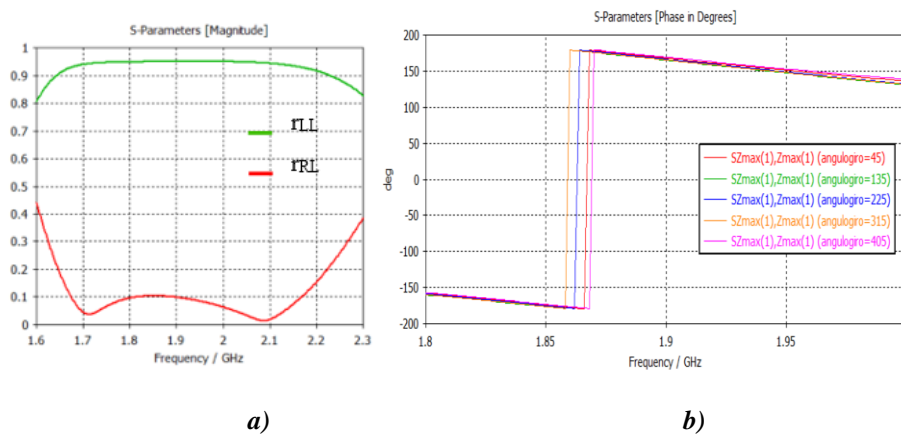 S-Parameters [Magnitude]
1
0.9
0.8
0.7
0.6
0.5
0.4
0.3
0.2
0.1
0
rLL
rRL
1.6 1.7 1.8 1.9 2 2.1 2.2 2.3
Frequency / GHz
a)
S-Parameters [Phase in Degrees]
200
150
100
50
0
-50
-100
-150
-200
deg
SZmax(1),Zmax(1) (angulogiro=45)
SZmax(1),Zmax(1) (angulogiro=135)
SZmax(1),Zmax(1) (angulogiro=225)
SZmax(1),Zmax(1) (angulogiro=315)
SZmax(1),Zmax(1) (angulogiro=405)
1.8 1.85 1.9 1.95
Frequency / GHz
b)